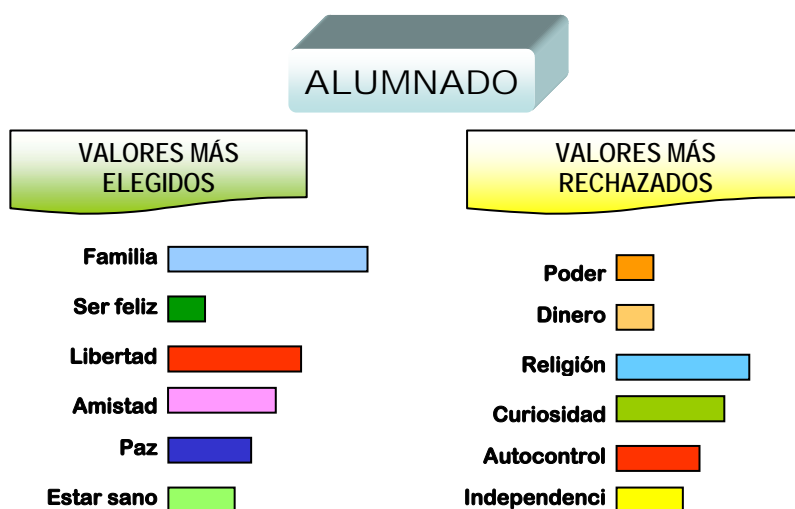 ALUMNADO
VALORES MÁS
ELEGIDOS
Familia
Ser feliz
Libertad
Amistad
Paz
Estar sano
VALORES MÁS
RECHAZADOS
Poder
Dinero
Religión
Curiosidad
Autocontrol
Independenci